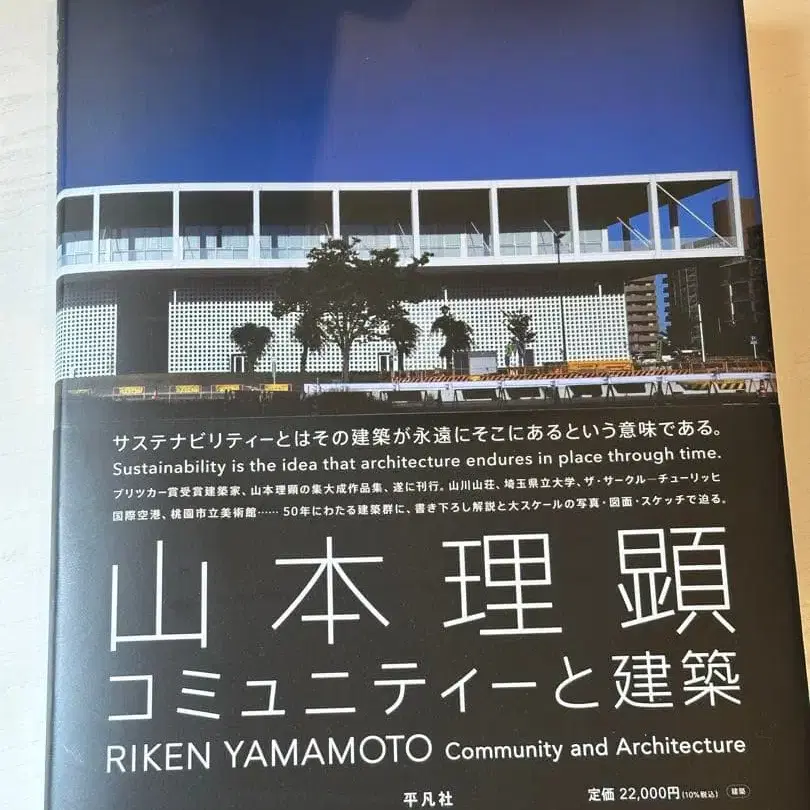 サステナビリティーとはその建築が永遠にそこにあるという意味である。
Sustainability is the idea that architecture endures in place through time.
プリツカー賞受賞建築家、山本理顕の集大成作品集、遂に刊行。山川山荘、埼玉県立大学、ザ・サークル―チューリッヒ
国際空港、桃園市立美術館…… 50年にわたる建築群に、書き下ろし解説と大スケールの写真・図面・スケッチで迫る。
山本理顕
コミュニティーと建築
RIKEN YAMAMOTO Community and Architecture
平凡社 定価 22,000円(10%税込) 建築